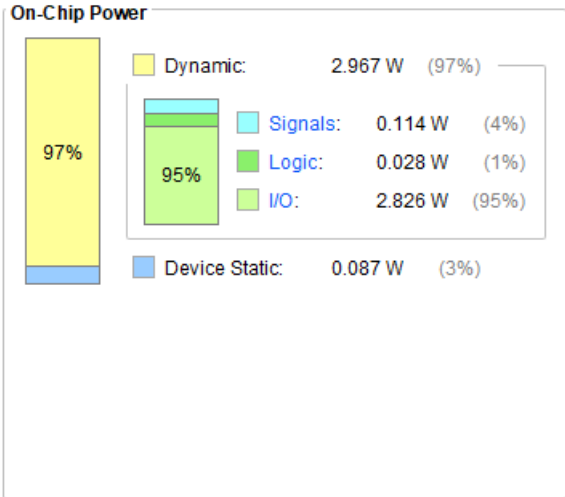 On-Chip Power
Dynamic: 2.967 W (97%)
97%
95%
Signals: 0.114 W (4%)
Logic: 0.028 W (1%)
I/O: 2.826 W (95%)
Device Static: 0.087 W (3%)